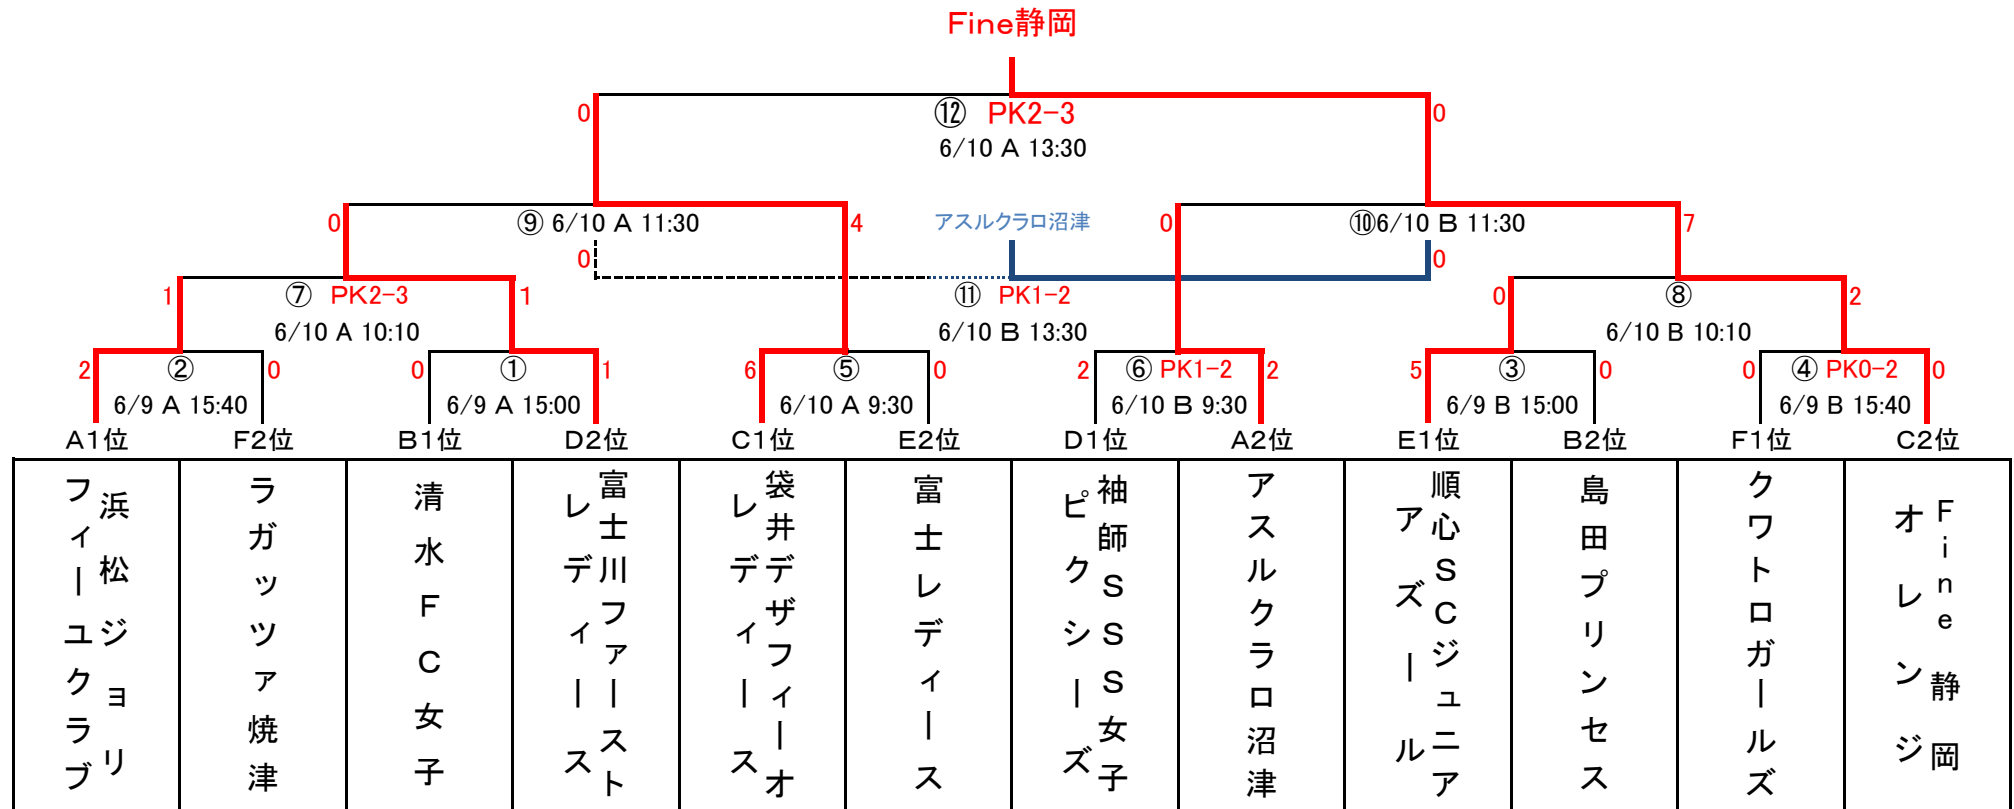 Fine静岡
0 ⑫ PK2-3 0
6/10 A 13:30
0 ⑨ 6/10 A 11:30 4 アスルクラロ沼津 0 ⑩6/10 B 11:30 7
0 0
1 ⑦ PK2-3 1 ⑪ PK1-2 0 ⑧ 2
6/10 A 10:10 6/10 B 13:30 6/10 B 10:10
2 ② 0 0 ① 1 6 ⑤ 0 2 ⑥ PK1-2 2 5 ③ 0 0 ④ PK0-2 0
6/9 A 15:40 6/9 A 15:00 6/10 A 9:30 6/10 B 9:30 6/9 B 15:00 6/9 B 15:40
A1位 F2位 B1位 D2位 C1位 E2位 D1位 A2位 E1位 B2位 F1位 C2位
浜松ジョリ
フィーユクラブ
ラガッツァ焼津
清水FC女子
富士川ファースト
レディース
袋井デザフィーオ
レディース
富士レディース
袖師SSS女子
ピクシーズ
アスルクラロ沼津
順心SCジュニア
アズール
島田プリンセス
クワトロガールズ
Fine静岡
オレンジ